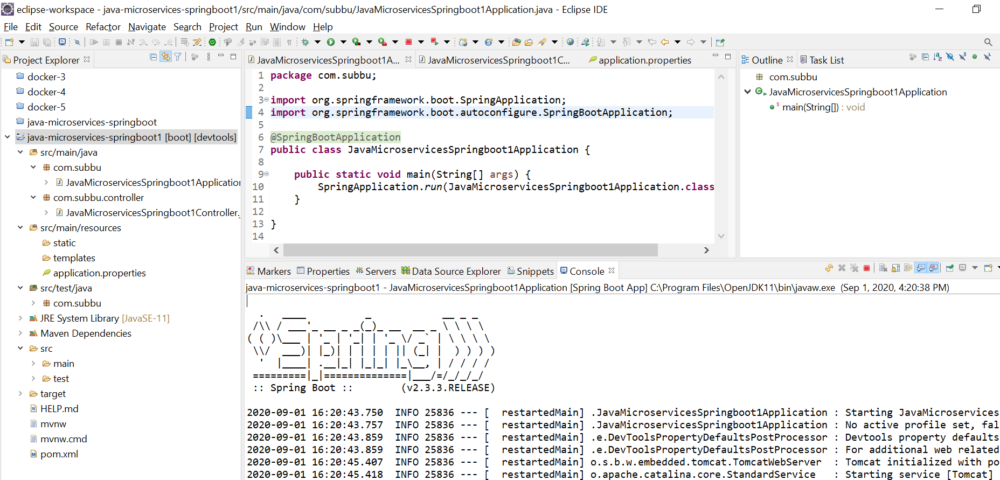 eclipse-workspace - java-microservices-springboot1/src/main/java/com/subbu/JavaMicroservicesSpringboot1Application.java - Eclipse IDE
File Edit Source Refactor Navigate Search Project Run Window Help
Project Explorer
docker-3
docker-4
docker-5
java-microservices-springboot
java-microservices-springboot1 [boot] [devtools]
src/main/java
com.subbu
JavaMicroservicesSpringboot1Application
com.subbu.controller
JavaMicroservicesSpringboot1Controller.
src/main/resources
static
templates
application.properties
src/test/java
com.subbu
JRE System Library [JavaSE-11]
Maven Dependencies
src
main
test
target
HELP.md
mvnw
mvnw.cmd
pom.xml
JavaMicroservicesSpringboot1A... JavaMicroservicesSpringboot1C... application.properties
1 package com.subbu;
2
3 import org.springframework.boot.SpringApplication;
4 import org.springframework.boot.autoconfigure.SpringBootApplication;
5
6 @SpringBootApplication
7 public class JavaMicroservicesSpringboot1Application {
8
9 public static void main(String[] args) {
10 SpringApplication.run(JavaMicroservicesSpringboot1Application.class
11 }
12
13 }
14
Outline Task List
com.subbu
JavaMicroservicesSpringboot1Application
main(String[]) : void
Markers Properties Servers Data Source Explorer Snippets Console
java-microservices-springboot1 - JavaMicroservicesSpringboot1Application [Spring Boot App] C:\Program Files\OpenJDK11\bin\javaw.exe (Sep 1, 2020, 4:20:38 PM)
  .   ____          _            __ _ _
 /\\ / ___'_ __ _ _(_)_ __  __ _ \ \ \ \
( ( )\___ | '_ | '_| | '_ \/ _` | \ \ \ \
 \\/  ___)| |_)| | | | | || (_| |  ) ) ) )
  '  |____| .__|_| |_|_| |_\__, | / / / /
 =========|_|==============|___/=/_/_/_/
 :: Spring Boot ::        (v2.3.3.RELEASE)
2020-09-01 16:20:43.750 INFO 25836 --- [ restartedMain] .JavaMicroservicesSpringboot1Application : Starting JavaMicroservices
2020-09-01 16:20:43.757 INFO 25836 --- [ restartedMain] .JavaMicroservicesSpringboot1Application : No active profile set, fal
2020-09-01 16:20:43.859 INFO 25836 --- [ restartedMain] .e.DevToolsPropertyDefaultsPostProcessor : Devtools property defaults
2020-09-01 16:20:43.859 INFO 25836 --- [ restartedMain] .e.DevToolsPropertyDefaultsPostProcessor : For additional web related
2020-09-01 16:20:45.407 INFO 25836 --- [ restartedMain] o.s.b.w.embedded.tomcat.TomcatWebServer : Tomcat initialized with po
2020-09-01 16:20:45.418 INFO 25836 --- [ restartedMain] o.apache.catalina.core.StandardService : Starting service [Tomcat]